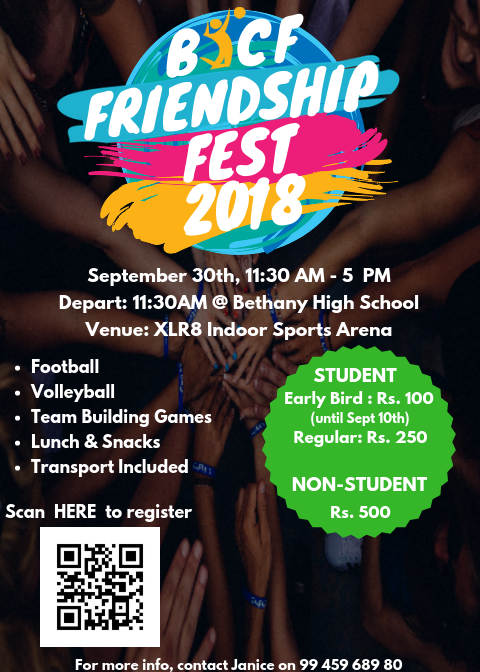 BICF
FRIENDSHIP
FEST
2018
September 30th, 11:30 AM - 5 PM
Depart: 11:30AM @ Bethany High School
Venue: XLR8 Indoor Sports Arena
• Football
• Volleyball
• Team Building Games
• Lunch & Snacks
• Transport Included
STUDENT
Early Bird : Rs. 100
(until Sept 10th)
Regular: Rs. 250
NON-STUDENT
Rs. 500
Scan HERE to register
For more info, contact Janice on 99 459 689 80